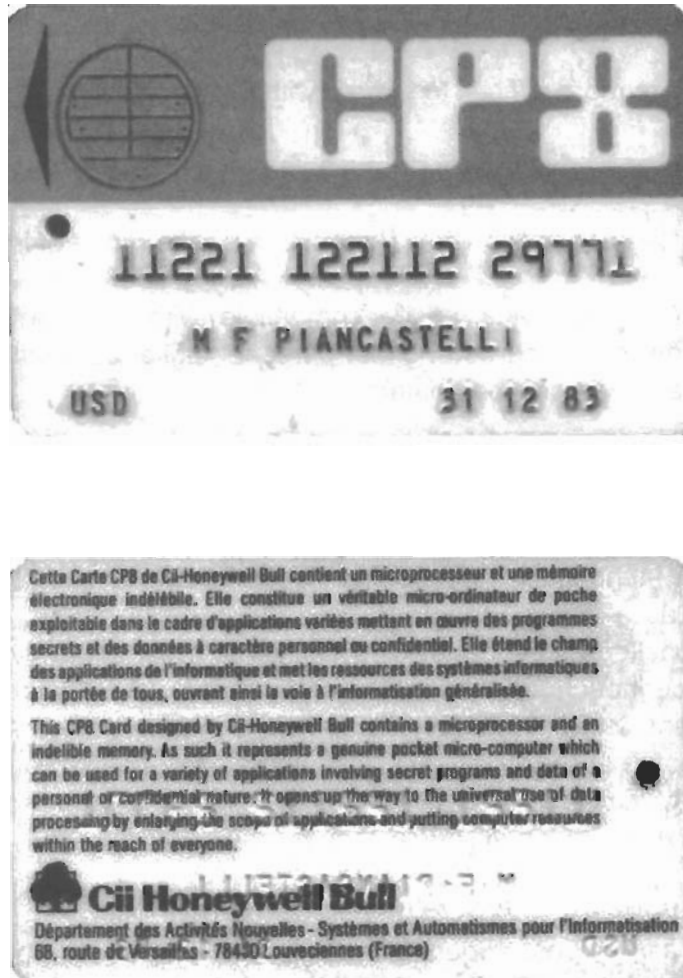 CP8
11221 122112 29771
M F PIANCASTELLI
USD 31 12 83
Cette Carte CP8 de Cii-Honeywell Bull contient un microprocesseur et une mémoire
électronique indélébile. Elle constitue un véritable micro-ordinateur de poche
exploitable dans le cadre d'applications variées mettant en œuvre des programmes
secrets et des données à caractère personnel ou confidentiel. Elle étend le champ
des applications de l'informatique et met les ressources des systèmes informatiques
à la portée de tous, ouvrant ainsi la voie à l'informatisation généralisée.
This CP8 Card designed by Cii-Honeywell Bull contains a microprocessor and an
indelible memory. As such it represents a genuine pocket micro-computer which
can be used for a variety of applications involving secret programs and data of a
personal or confidential nature. It opens up the way to the universal use of data
processing by enlarging the scope of applications and putting computer resources
within the reach of everyone.
Cii Honeywell Bull
Département des Activités Nouvelles - Systèmes et Automatismes pour l'Informatisation
68, route de Versailles - 78430 Louveciennes (France)